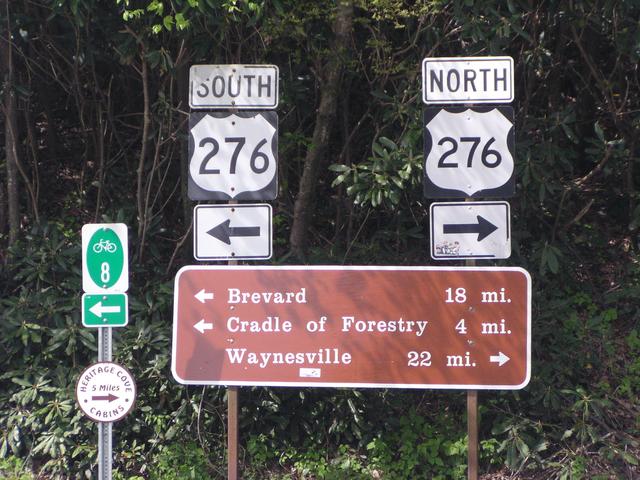 SOUTH
276
NORTH
276
8
Brevard 18 mi.
Cradle of Forestry 4 mi.
Waynesville 22 mi.
HERITAGE COVE
5 Miles
CABINS